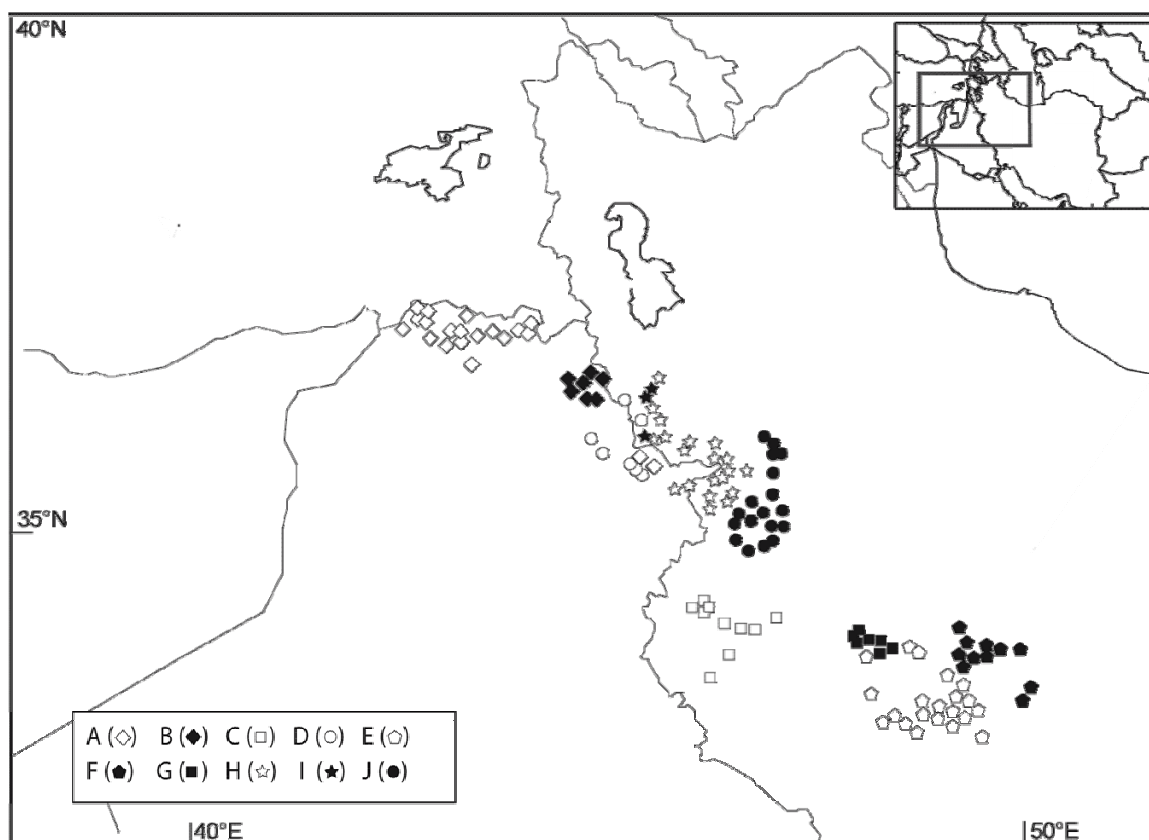 40°N
35°N
A (◇) B (◆) C (□) D (○) E (⬠)
F (⬟) G (■) H (☆) I (★) J (●)
40°E
50°E